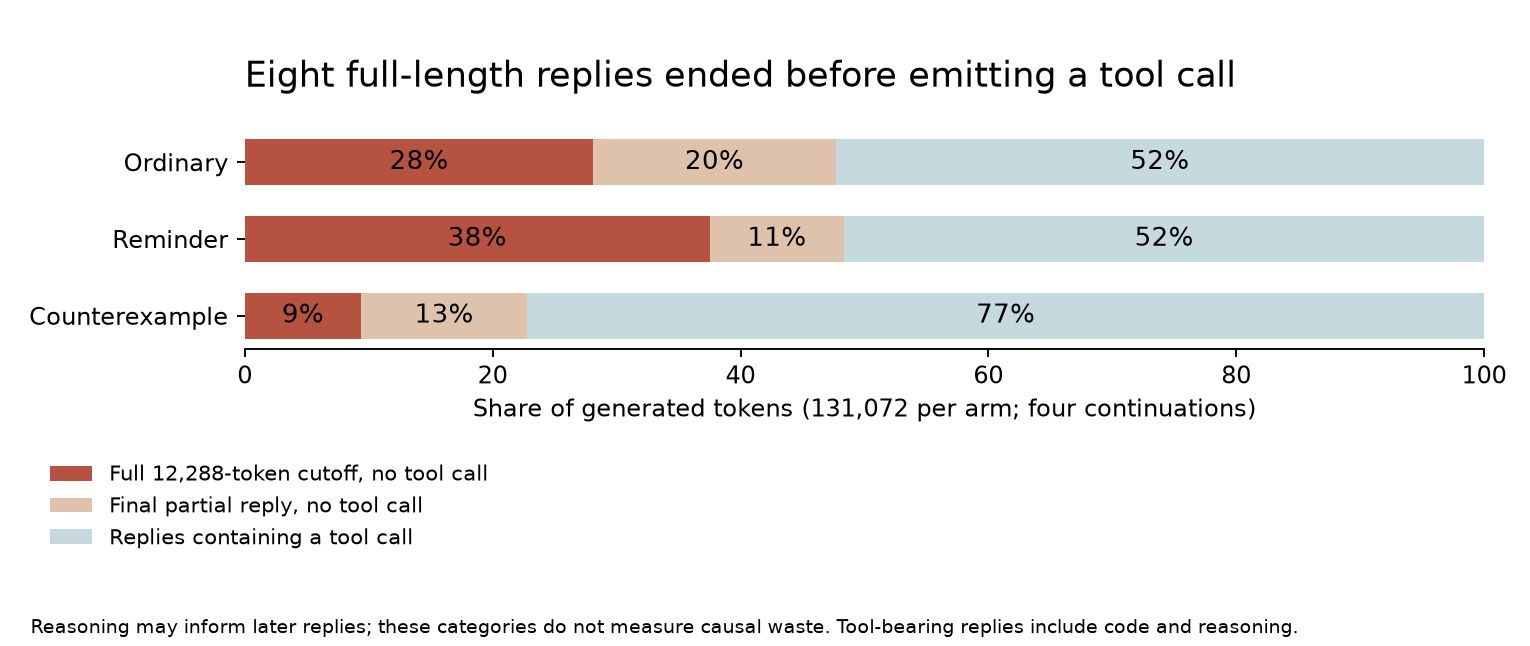 Eight full-length replies ended before emitting a tool call
Ordinary 28% 20% 52%
Reminder 38% 11% 52%
Counterexample 9% 13% 77%
0 20 40 60 80 100
Share of generated tokens (131,072 per arm; four continuations)
Full 12,288-token cutoff, no tool call
Final partial reply, no tool call
Replies containing a tool call
Reasoning may inform later replies; these categories do not measure causal waste. Tool-bearing replies include code and reasoning.